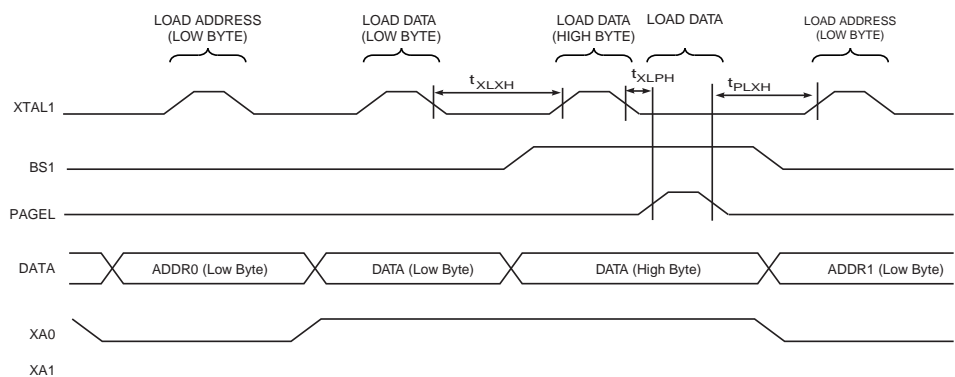 LOAD ADDRESS
(LOW BYTE)
LOAD DATA
(LOW BYTE)
LOAD DATA
(HIGH BYTE)
LOAD DATA
LOAD ADDRESS
(LOW BYTE)
tXLXH
tXLPH
tPLXH
XTAL1
BS1
PAGEL
DATA
ADDR0 (Low Byte)
DATA (Low Byte)
DATA (High Byte)
ADDR1 (Low Byte)
XA0
XA1